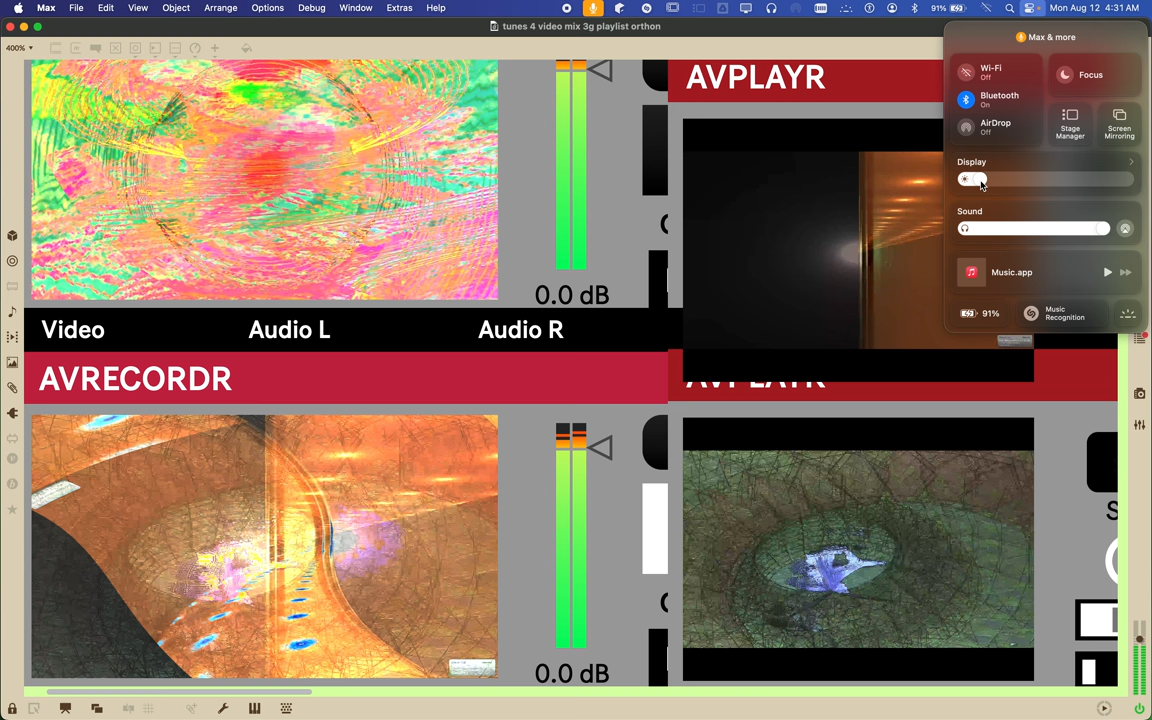 Max File Edit View Object Arrange Options Debug Window Extras Help 91% Mon Aug 12 4:31 AM
tunes 4 video mix 3g playlist orthon
400%
Max & more
Wi-Fi
Off
Focus
Bluetooth
On
AirDrop
Off
Stage
Manager
Screen
Mirroring
Display
Sound
Music.app
91%
Music
Recognition
AVPLAYR
0.0 dB
Video Audio L Audio R
AVRECORDR
AVPLAYR
0.0 dB